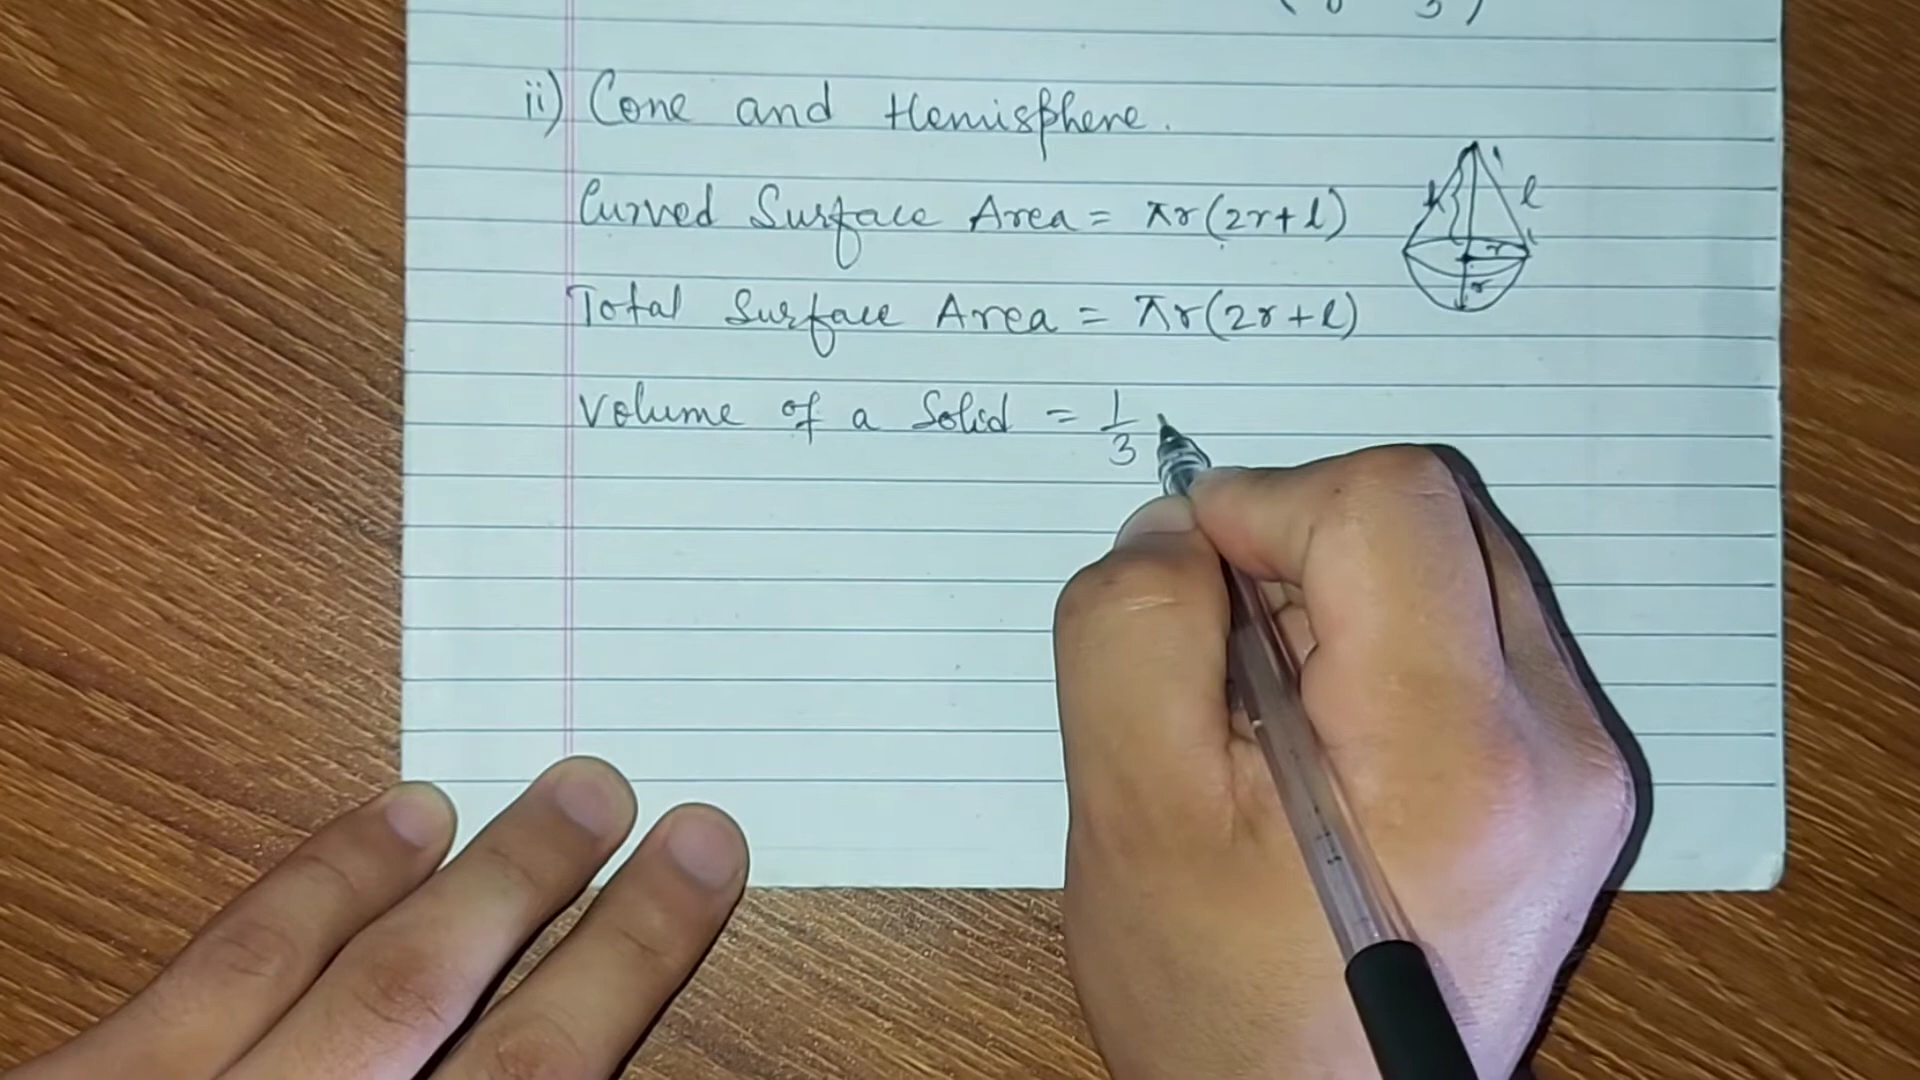 ii) Cone and Hemisphere.
Curved Surface Area = πr(2r+l)
l
r
r
Total Surface Area = πr(2r+l)
Volume of a Solid = 1/3